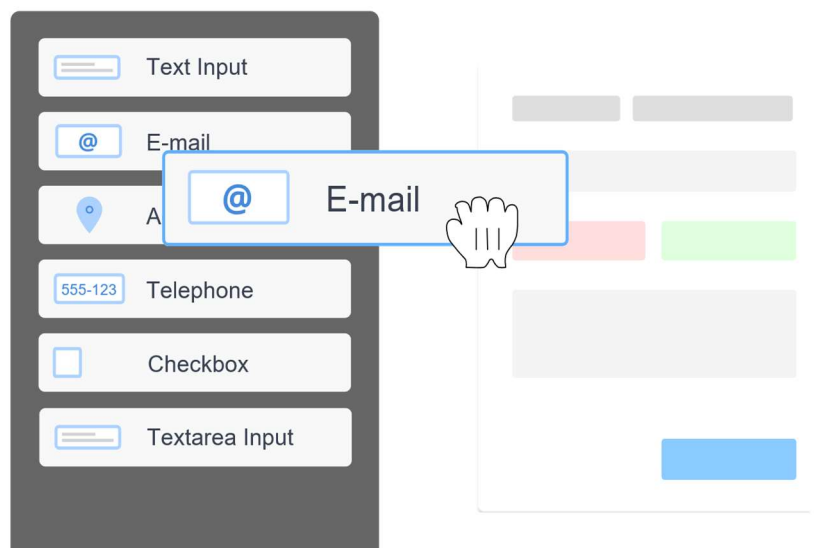 Text Input
@ E-mail
@ E-mail
A
555-123 Telephone
Checkbox
Textarea Input